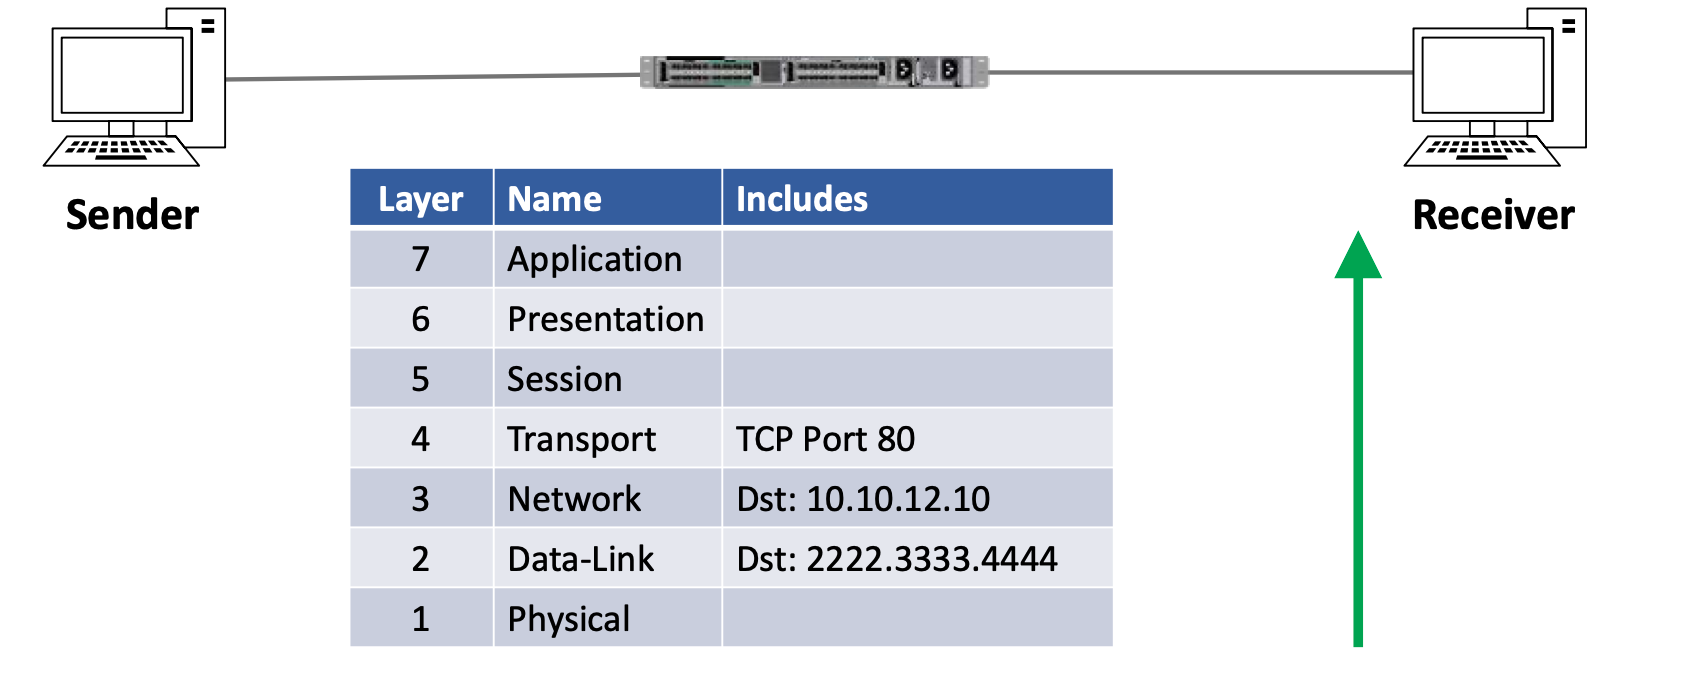 Sender
Receiver
Layer Name Includes
7 Application
6 Presentation
5 Session
4 Transport TCP Port 80
3 Network Dst: 10.10.12.10
2 Data-Link Dst: 2222.3333.4444
1 Physical